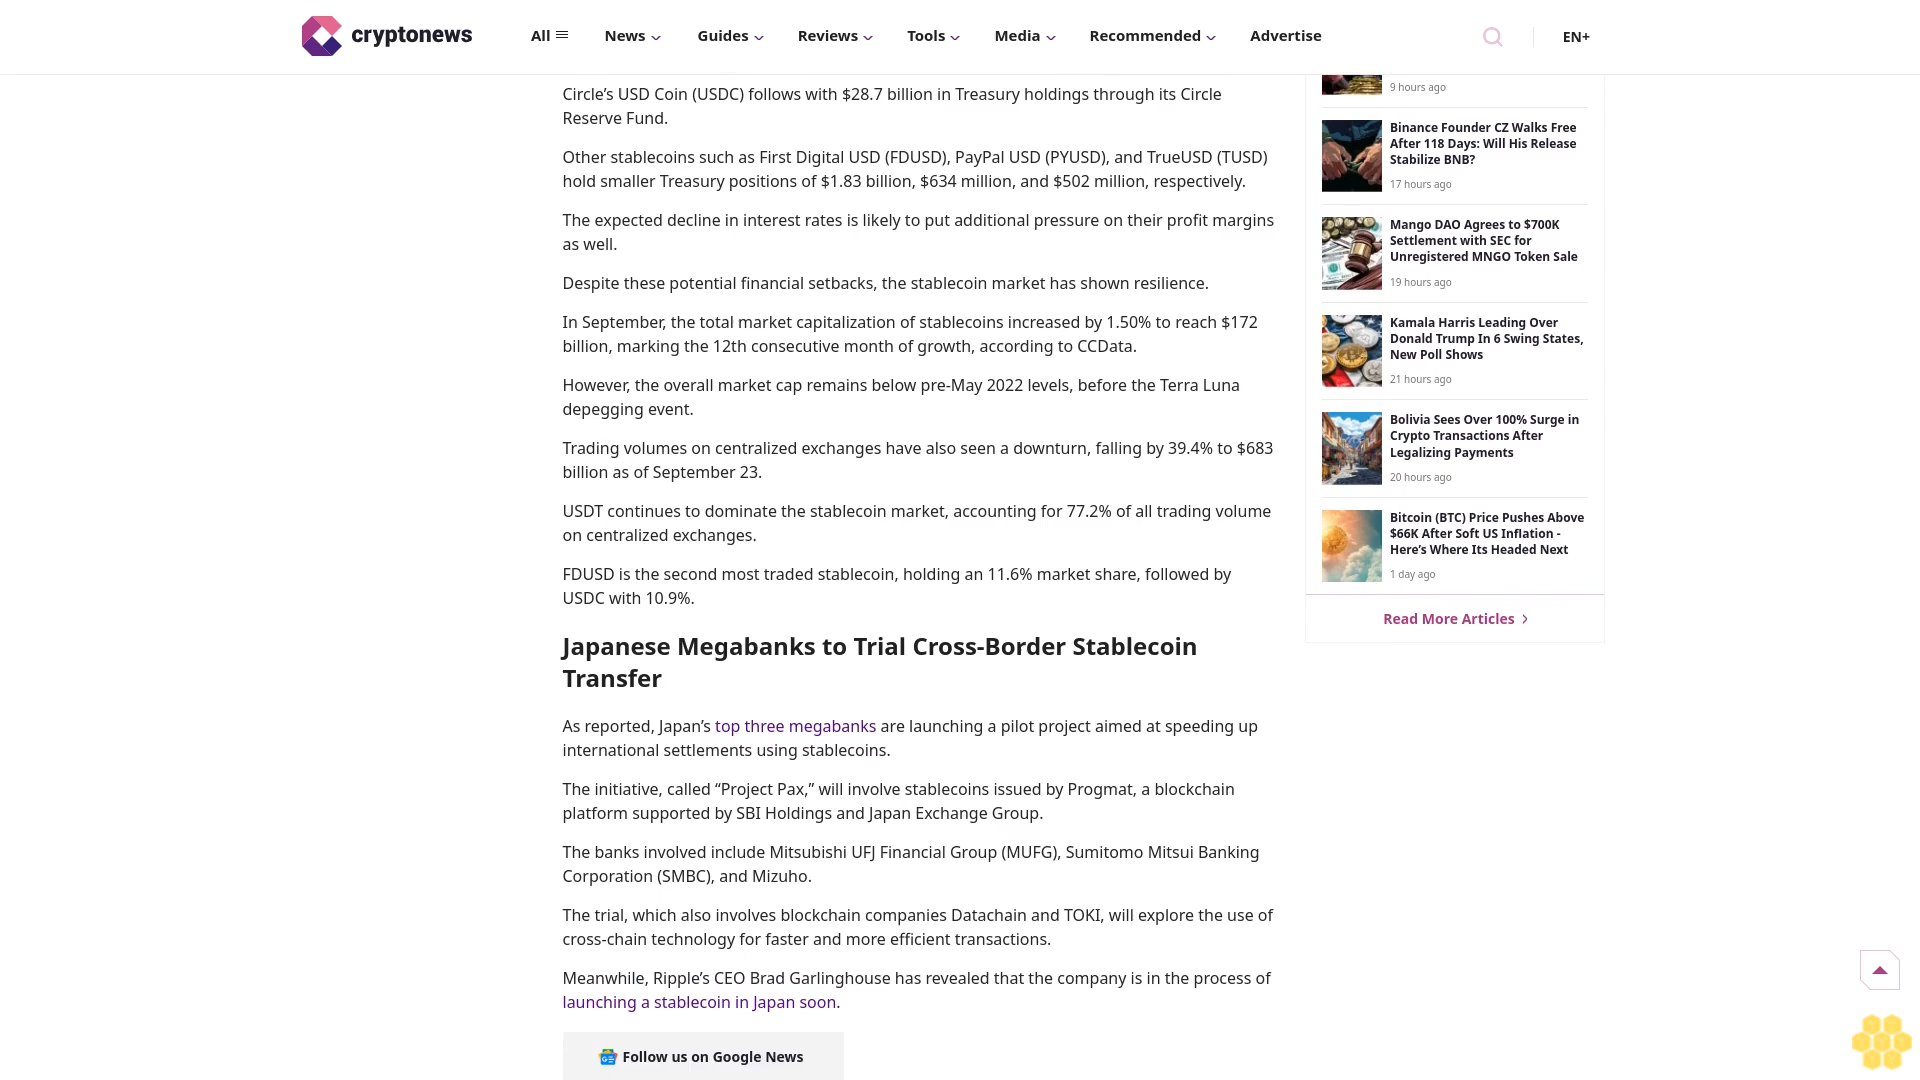 cryptonews
All
News
Guides
Reviews
Tools
Media
Recommended
Advertise
EN+
Circle’s USD Coin (USDC) follows with $28.7 billion in Treasury holdings through its Circle
Reserve Fund.
Other stablecoins such as First Digital USD (FDUSD), PayPal USD (PYUSD), and TrueUSD (TUSD)
hold smaller Treasury positions of $1.83 billion, $634 million, and $502 million, respectively.
The expected decline in interest rates is likely to put additional pressure on their profit margins
as well.
Despite these potential financial setbacks, the stablecoin market has shown resilience.
In September, the total market capitalization of stablecoins increased by 1.50% to reach $172
billion, marking the 12th consecutive month of growth, according to CCData.
However, the overall market cap remains below pre-May 2022 levels, before the Terra Luna
depegging event.
Trading volumes on centralized exchanges have also seen a downturn, falling by 39.4% to $683
billion as of September 23.
USDT continues to dominate the stablecoin market, accounting for 77.2% of all trading volume
on centralized exchanges.
FDUSD is the second most traded stablecoin, holding an 11.6% market share, followed by
USDC with 10.9%.
Japanese Megabanks to Trial Cross-Border Stablecoin
Transfer
As reported, Japan’s top three megabanks are launching a pilot project aimed at speeding up
international settlements using stablecoins.
The initiative, called “Project Pax,” will involve stablecoins issued by Progmat, a blockchain
platform supported by SBI Holdings and Japan Exchange Group.
The banks involved include Mitsubishi UFJ Financial Group (MUFG), Sumitomo Mitsui Banking
Corporation (SMBC), and Mizuho.
The trial, which also involves blockchain companies Datachain and TOKI, will explore the use of
cross-chain technology for faster and more efficient transactions.
Meanwhile, Ripple’s CEO Brad Garlinghouse has revealed that the company is in the process of
launching a stablecoin in Japan soon.
Follow us on Google News
9 hours ago
Binance Founder CZ Walks Free
After 118 Days: Will His Release
Stabilize BNB?
17 hours ago
Mango DAO Agrees to $700K
Settlement with SEC for
Unregistered MNGO Token Sale
19 hours ago
Kamala Harris Leading Over
Donald Trump In 6 Swing States,
New Poll Shows
21 hours ago
Bolivia Sees Over 100% Surge in
Crypto Transactions After
Legalizing Payments
20 hours ago
Bitcoin (BTC) Price Pushes Above
$66K After Soft US Inflation -
Here’s Where Its Headed Next
1 day ago
Read More Articles